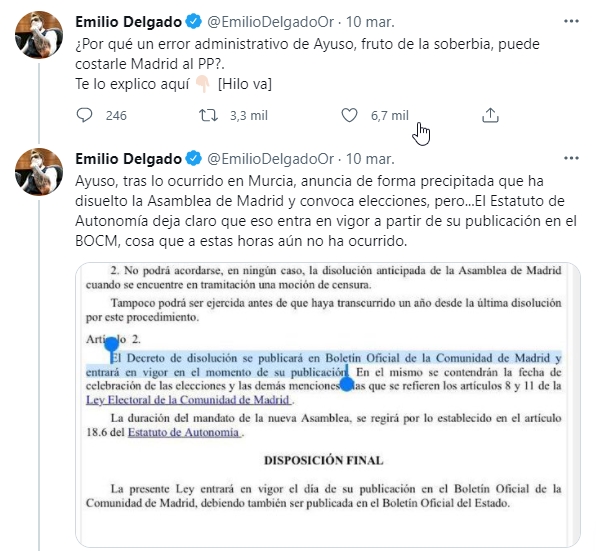 Emilio Delgado @EmilioDelgadoOr · 10 mar.
¿Por qué un error administrativo de Ayuso, fruto de la soberbia, puede
costarle Madrid al PP?.
Te lo explico aquí 👇🏻 [Hilo va]
246 3,3 mil 6,7 mil
Emilio Delgado @EmilioDelgadoOr · 10 mar.
Ayuso, tras lo ocurrido en Murcia, anuncia de forma precipitada que ha
disuelto la Asamblea de Madrid y convoca elecciones, pero...El Estatuto de
Autonomía deja claro que eso entra en vigor a partir de su publicación en el
BOCM, cosa que a estas horas aún no ha ocurrido.
2. No podrá acordarse, en ningún caso, la disolución anticipada de la Asamblea de Madrid
cuando se encuentre en tramitación una moción de censura.
Tampoco podrá ser ejercida antes de que haya transcurrido un año desde la última disolución
por este procedimiento.
Artículo 2.
El Decreto de disolución se publicará en Boletín Oficial de la Comunidad de Madrid y
entrará en vigor en el momento de su publicación. En el mismo se contendrán la fecha de
celebración de las elecciones y las demás menciones a las que se refieren los artículos 8 y 11 de la
Ley Electoral de la Comunidad de Madrid .
La duración del mandato de la nueva Asamblea, se regirá por lo establecido en el artículo
18.6 del Estatuto de Autonomía .
DISPOSICIÓN FINAL
La presente Ley entrará en vigor el día de su publicación en el Boletín Oficial de la
Comunidad de Madrid, debiendo también ser publicada en el Boletín Oficial del Estado.